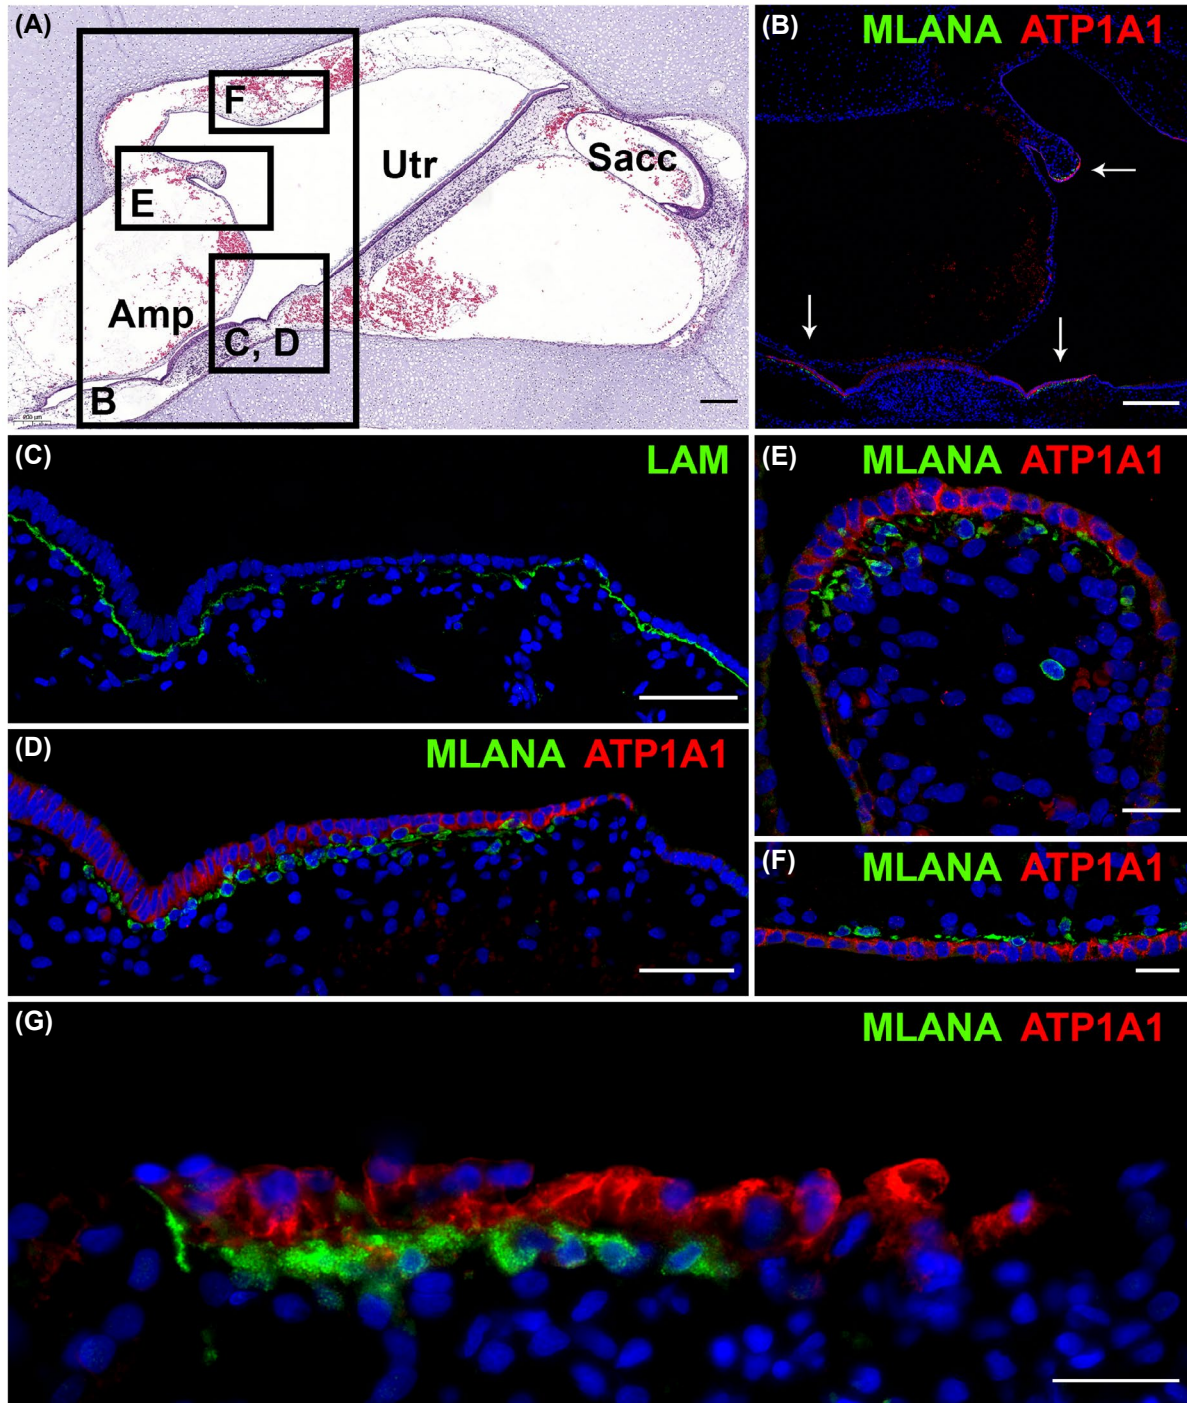 (A)
F
E
Utr
Sacc
Amp
C, D
B
(B) MLANA ATP1A1
(C) LAM
(E) MLANA ATP1A1
(D) MLANA ATP1A1
(F) MLANA ATP1A1
(G) MLANA ATP1A1